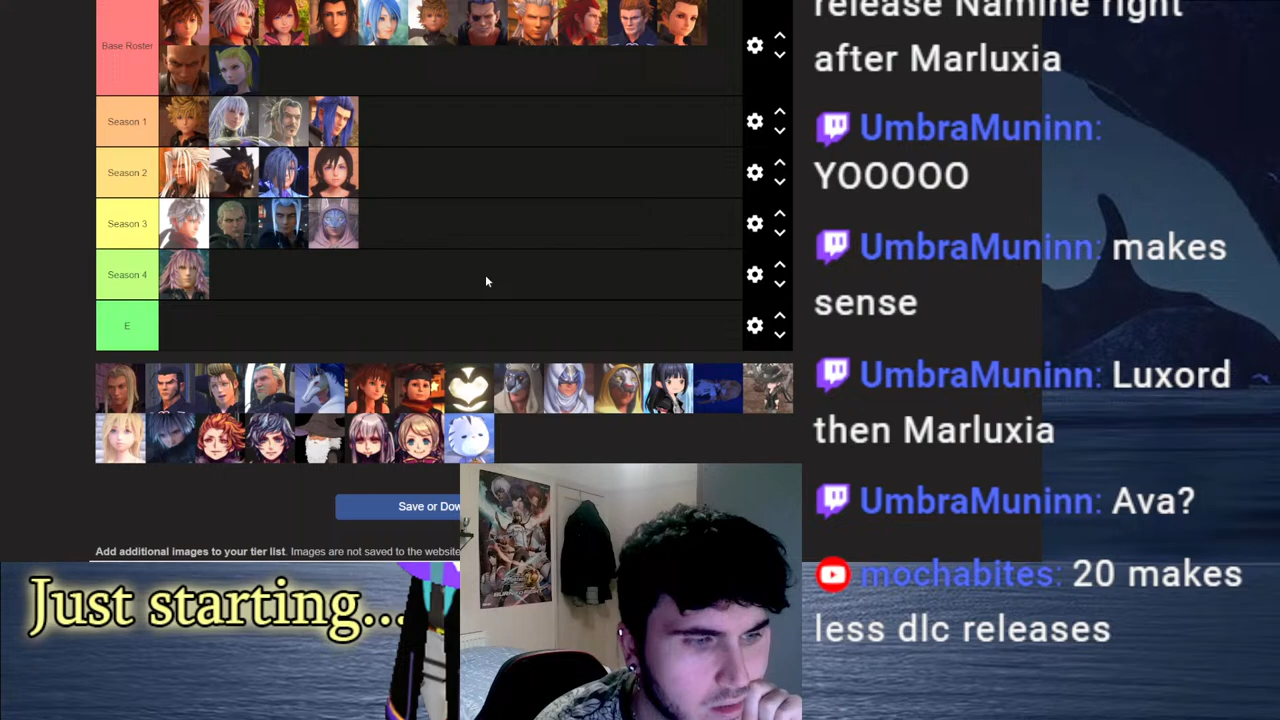 release Namine right
after Marluxia
UmbraMuninn:
YOOOOO
UmbraMuninn: makes
sense
UmbraMuninn: Luxord
then Marluxia
UmbraMuninn: Ava?
mochabites: 20 makes
less dlc releases
Base Roster
Season 1
Season 2
Season 3
Season 4
E
Save or Dow
Add additional images to your tier list. Images are not saved to the website
Just starting...